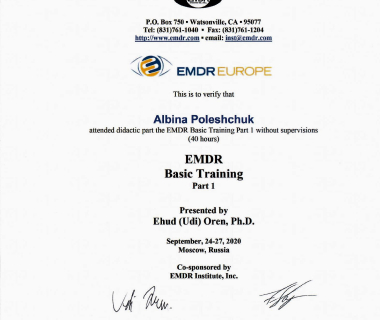 P.O. Box 750 • Watsonville, CA • 95077
Tel: (831)761-1040 • Fax: (831)761-1204
http://www.emdr.com • email: inst@emdr.com
EMDR EUROPE
This is to verify that
Albina Poleshchuk
attended didactic part the EMDR Basic Training Part 1 without supervisions
(40 hours)
EMDR
Basic Training
Part 1
Presented by
Ehud (Udi) Oren, Ph.D.
September, 24-27, 2020
Moscow, Russia
Co-sponsored by
EMDR Institute, Inc.